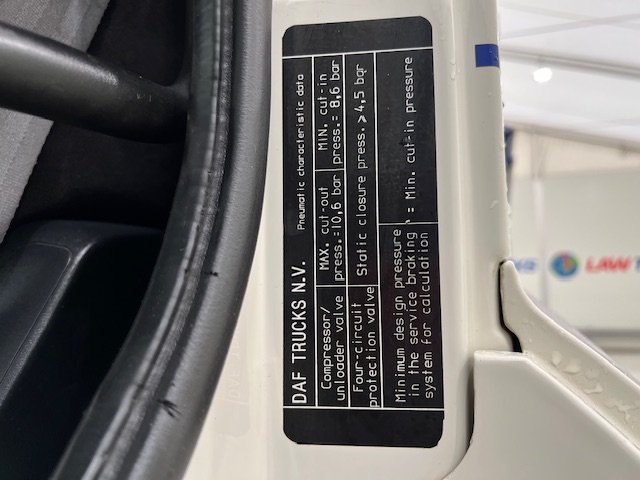 DAF TRUCKS N.V. Pneumatic characteristic data
Compressor/
unloader valve
MAX. cut-out
press.=10,6 bar
MIN. cut-in
press.= 8,6 bar
Four-circuit
protection valve
Static closure press. > 4,5 bar
Minimum design pressure
in the service braking
system for calculation
= Min. cut-in pressure
LAW